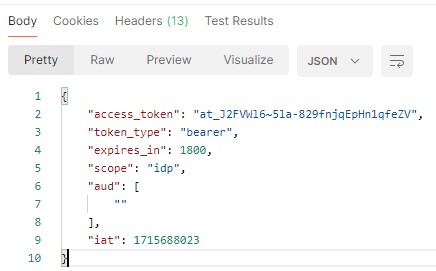 Body Cookies Headers (13) Test Results
Pretty Raw Preview Visualize JSON
1 {
2 "access_token": "at_J2FVWl6~5la-829fnjqEpHn1qfeZV",
3 "token_type": "bearer",
4 "expires_in": 1800,
5 "scope": "idp",
6 "aud": [
7 ""
8 ],
9 "iat": 1715688023
10 }